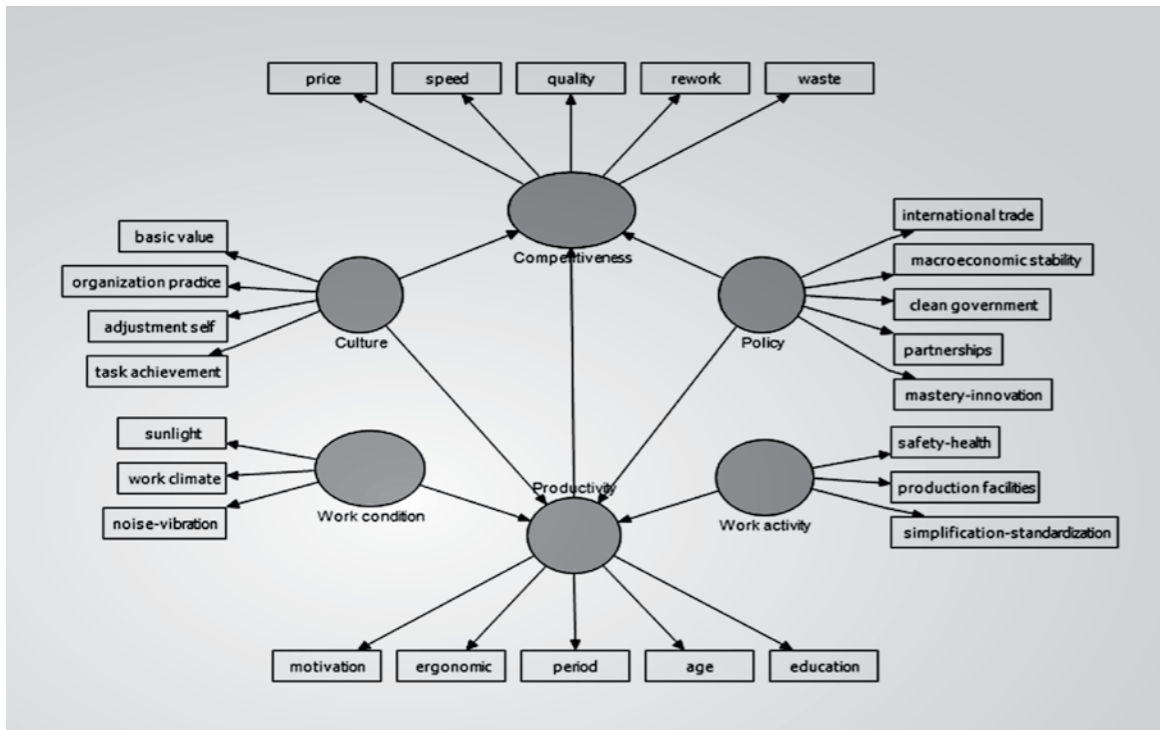 price
speed
quality
rework
waste
Competitiveness
basic value
organization practice
adjustment self
task achievement
Culture
international trade
macroeconomic stability
clean government
partnerships
mastery-innovation
Policy
sunlight
work climate
noise-vibration
Work condition
safety-health
production facilities
simplification-standardization
Work activity
Productivity
motivation
ergonomic
period
age
education